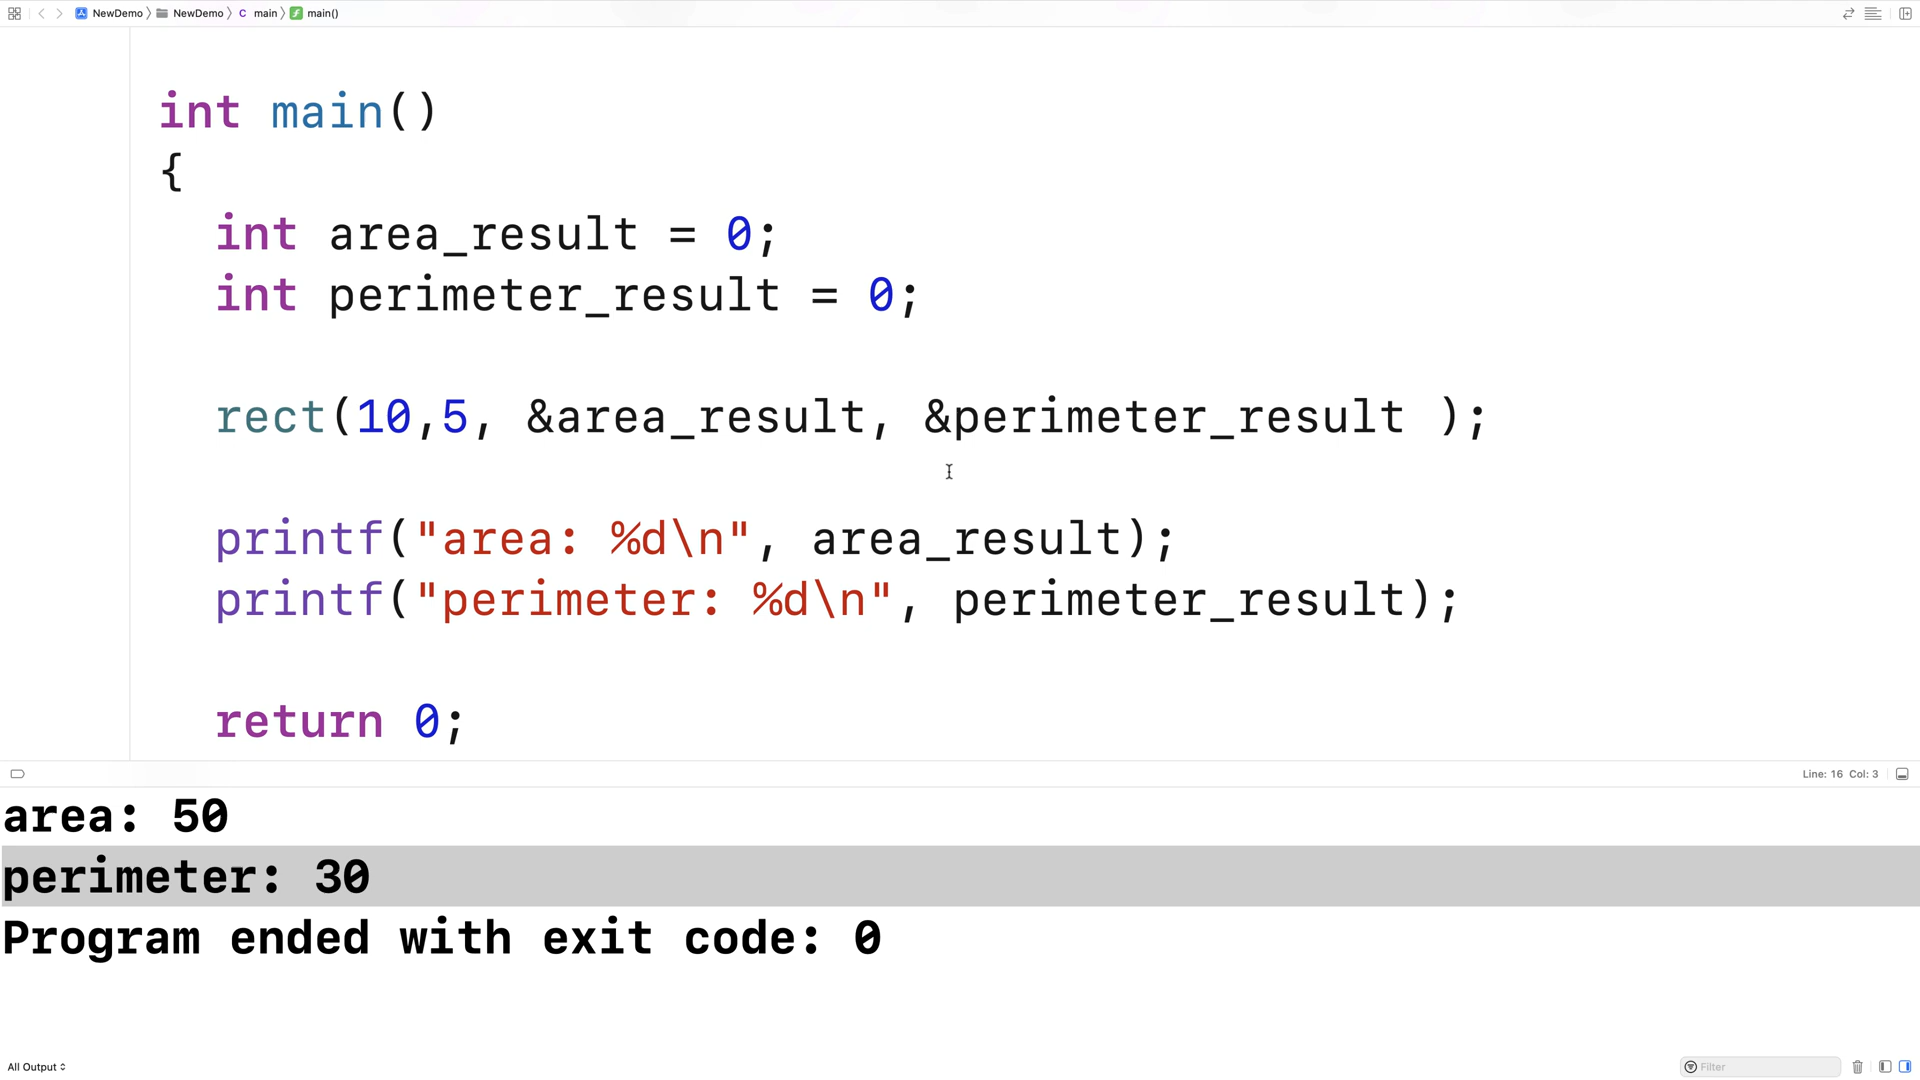 NewDemo NewDemo C main f main()
int main()
{
int area_result = 0;
int perimeter_result = 0;
rect(10,5, &area_result, &perimeter_result );
printf("area: %d\n", area_result);
printf("perimeter: %d\n", perimeter_result);
return 0;
Line: 16 Col: 3
area: 50
perimeter: 30
Program ended with exit code: 0
All Output Filter